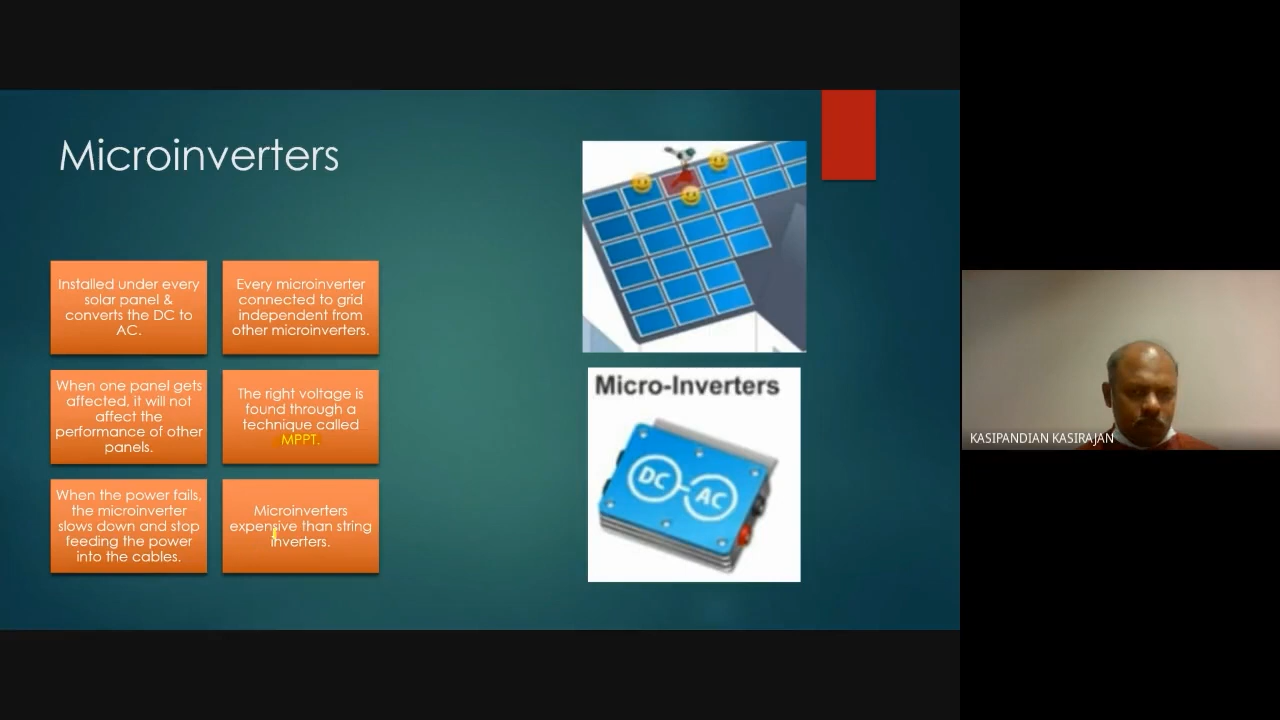 Microinverters
Installed under every
solar panel &
converts the DC to
AC.
Every microinverter
connected to grid
independent from
other microinverters.
When one panel gets
affected, it will not
affect the
performance of other
panels.
The right voltage is
found through a
technique called
MPPT.
When the power fails,
the microinverter
slows down and stop
feeding the power
into the cables.
Microinverters
expensive than string
inverters.
Micro-Inverters
DC
AC
KASIPANDIAN KASIRAJAN